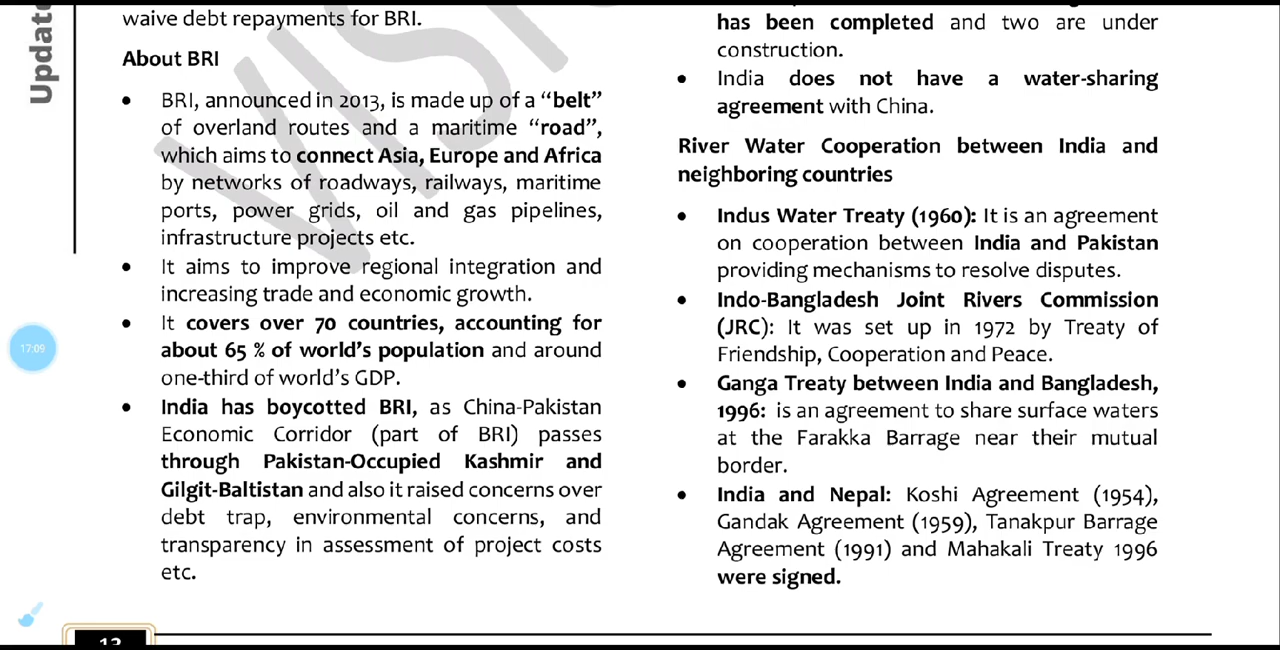 Update
waive debt repayments for BRI.
About BRI
• BRI, announced in 2013, is made up of a “belt”
of overland routes and a maritime “road”,
which aims to connect Asia, Europe and Africa
by networks of roadways, railways, maritime
ports, power grids, oil and gas pipelines,
infrastructure projects etc.
• It aims to improve regional integration and
increasing trade and economic growth.
• It covers over 70 countries, accounting for
about 65 % of world’s population and around
one-third of world’s GDP.
• India has boycotted BRI, as China-Pakistan
Economic Corridor (part of BRI) passes
through Pakistan-Occupied Kashmir and
Gilgit-Baltistan and also it raised concerns over
debt trap, environmental concerns, and
transparency in assessment of project costs
etc.
has been completed and two are under
construction.
• India does not have a water-sharing
agreement with China.
River Water Cooperation between India and
neighboring countries
• Indus Water Treaty (1960): It is an agreement
on cooperation between India and Pakistan
providing mechanisms to resolve disputes.
• Indo-Bangladesh Joint Rivers Commission
(JRC): It was set up in 1972 by Treaty of
Friendship, Cooperation and Peace.
• Ganga Treaty between India and Bangladesh,
1996: is an agreement to share surface waters
at the Farakka Barrage near their mutual
border.
• India and Nepal: Koshi Agreement (1954),
Gandak Agreement (1959), Tanakpur Barrage
Agreement (1991) and Mahakali Treaty 1996
were signed.
17:09
VISI